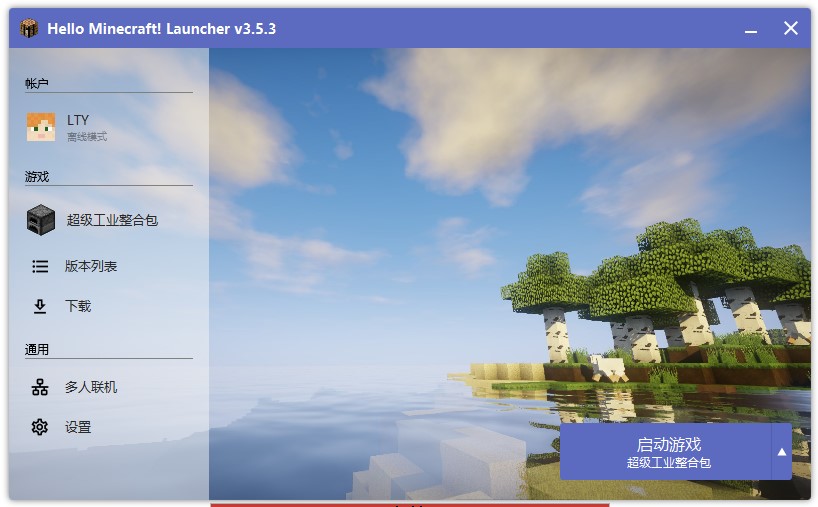 Hello Minecraft! Launcher v3.5.3
帐户
LTY
离线模式
游戏
超级工业整合包
版本列表
下载
通用
多人联机
设置
启动游戏
超级工业整合包